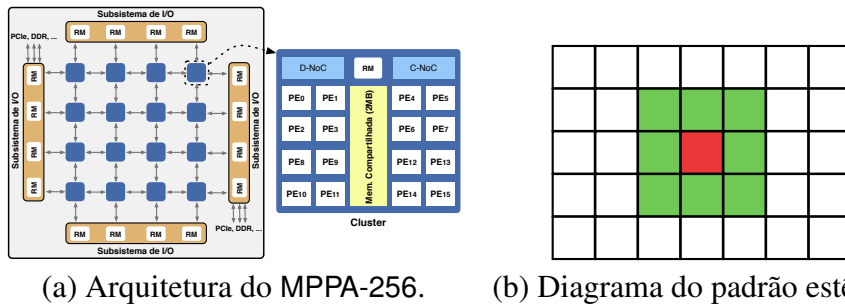 Subsistema de I/O
RM RM RM RM
PCIe, DDR, ...
Subsistema de I/O
RM
RM
RM
RM
Subsistema de I/O
RM
RM
RM
RM
PCIe, DDR, ...
RM RM RM RM
Subsistema de I/O
D-NoC RM C-NoC
PE0 PE1 PE4 PE5
PE2 PE3 PE6 PE7
PE8 PE9 PE12 PE13
PE10 PE11 PE14 PE15
Mem. Compartilhada (2MB)
Cluster
(a) Arquitetura do MPPA-256.
(b) Diagrama do padrão esté